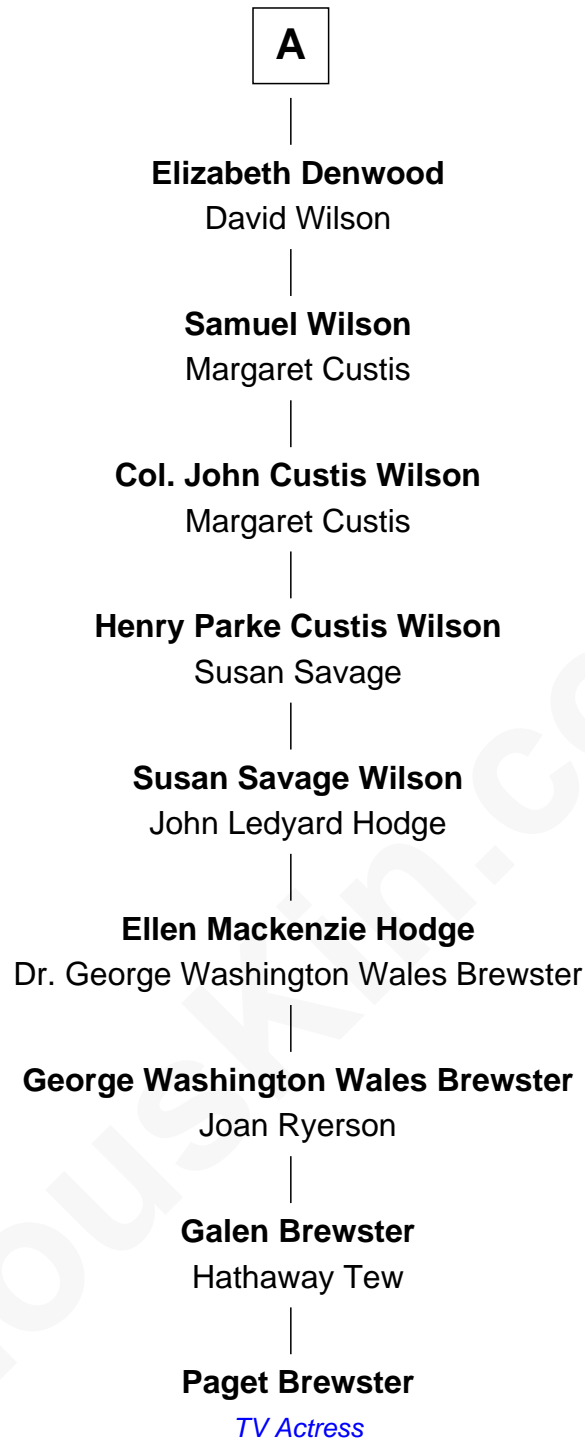 A
Elizabeth Denwood
David Wilson
Samuel Wilson
Margaret Custis
Col. John Custis Wilson
Margaret Custis
Henry Parke Custis Wilson
Susan Savage
Susan Savage Wilson
John Ledyard Hodge
Ellen Mackenzie Hodge
Dr. George Washington Wales Brewster
George Washington Wales Brewster
Joan Ryerson
Galen Brewster
Hathaway Tew
Paget Brewster
TV Actress